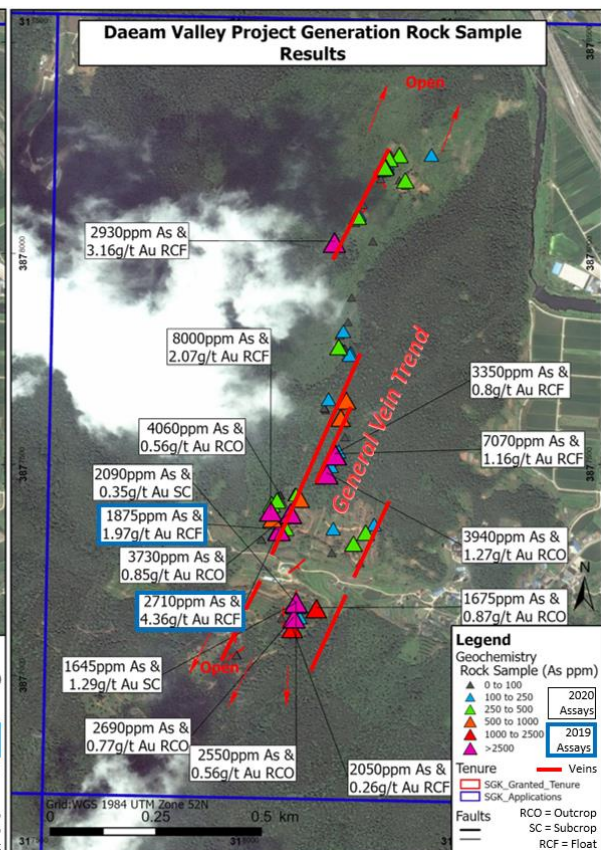 Daeam Valley Project Generation Rock Sample
Results
Open
2930ppm As &
3.16g/t Au RCF
387 8000
8000ppm As &
2.07g/t Au RCF
General Vein Trend
3350ppm As &
0.8g/t Au RCF
4060ppm As &
0.56g/t Au RCO
7070ppm As &
1.16g/t Au RCF
2090ppm As &
0.35g/t Au SC
1875ppm As &
1.97g/t Au RCF
3730ppm As &
0.85g/t Au RCO
3940ppm As &
1.27g/t Au RCO
2710ppm As &
4.36g/t Au RCF
1675ppm As &
0.87g/t Au RCO
N
Open
1645ppm As &
1.29g/t Au SC
2690ppm As &
0.77g/t Au RCO
2550ppm As &
0.56g/t Au RCO
2050ppm As &
0.26g/t Au RCF
Legend
Geochemistry
Rock Sample (As ppm)
0 to 100
100 to 250
250 to 500
500 to 1000
1000 to 2500
>2500
2020
Assays
2019
Assays
Tenure
Veins
SGK_Granted_Tenure
SGK_Applications
Faults
RCO = Outcrop
SC = Subcrop
RCF = Float
Grid:WGS 1984 UTM Zone 52N
0 0.25 0.5 km